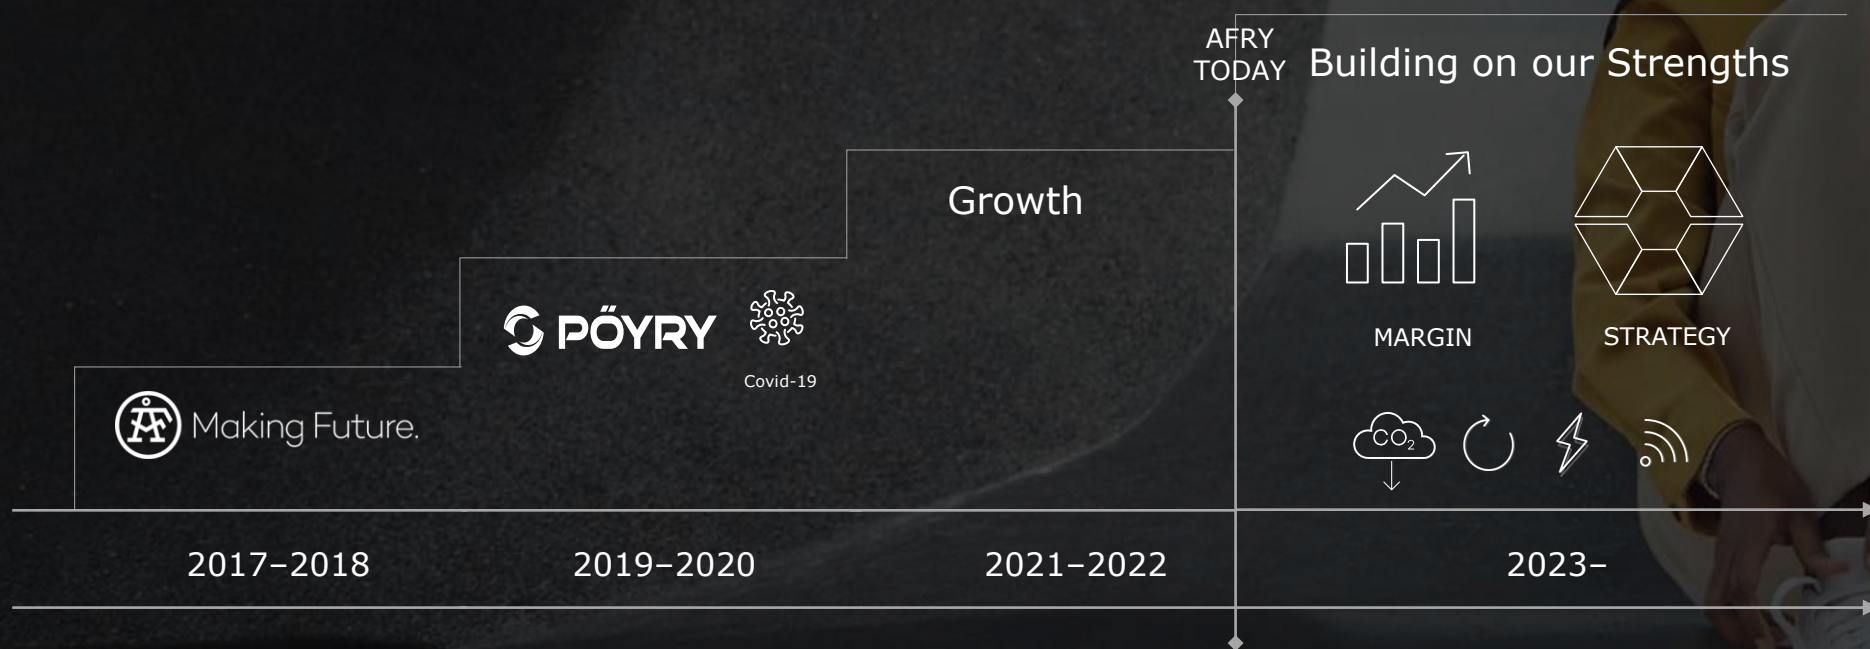 AFRY
TODAY
Building on our Strengths
Growth
PÖYRY
Covid-19
MARGIN
STRATEGY
ÅF Making Future.
CO₂
2017–2018
2019–2020
2021–2022
2023–